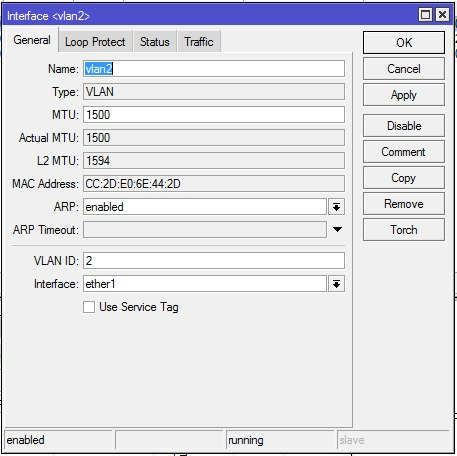 Interface <vlan2>
General Loop Protect Status Traffic
OK
Name: vlan2
Cancel
Type: VLAN
Apply
MTU: 1500
Actual MTU: 1500
Disable
L2 MTU: 1594
Comment
MAC Address: CC:2D:E0:6E:44:2D
Copy
ARP: enabled
Remove
ARP Timeout:
Torch
VLAN ID: 2
Interface: ether1
Use Service Tag
enabled running slave